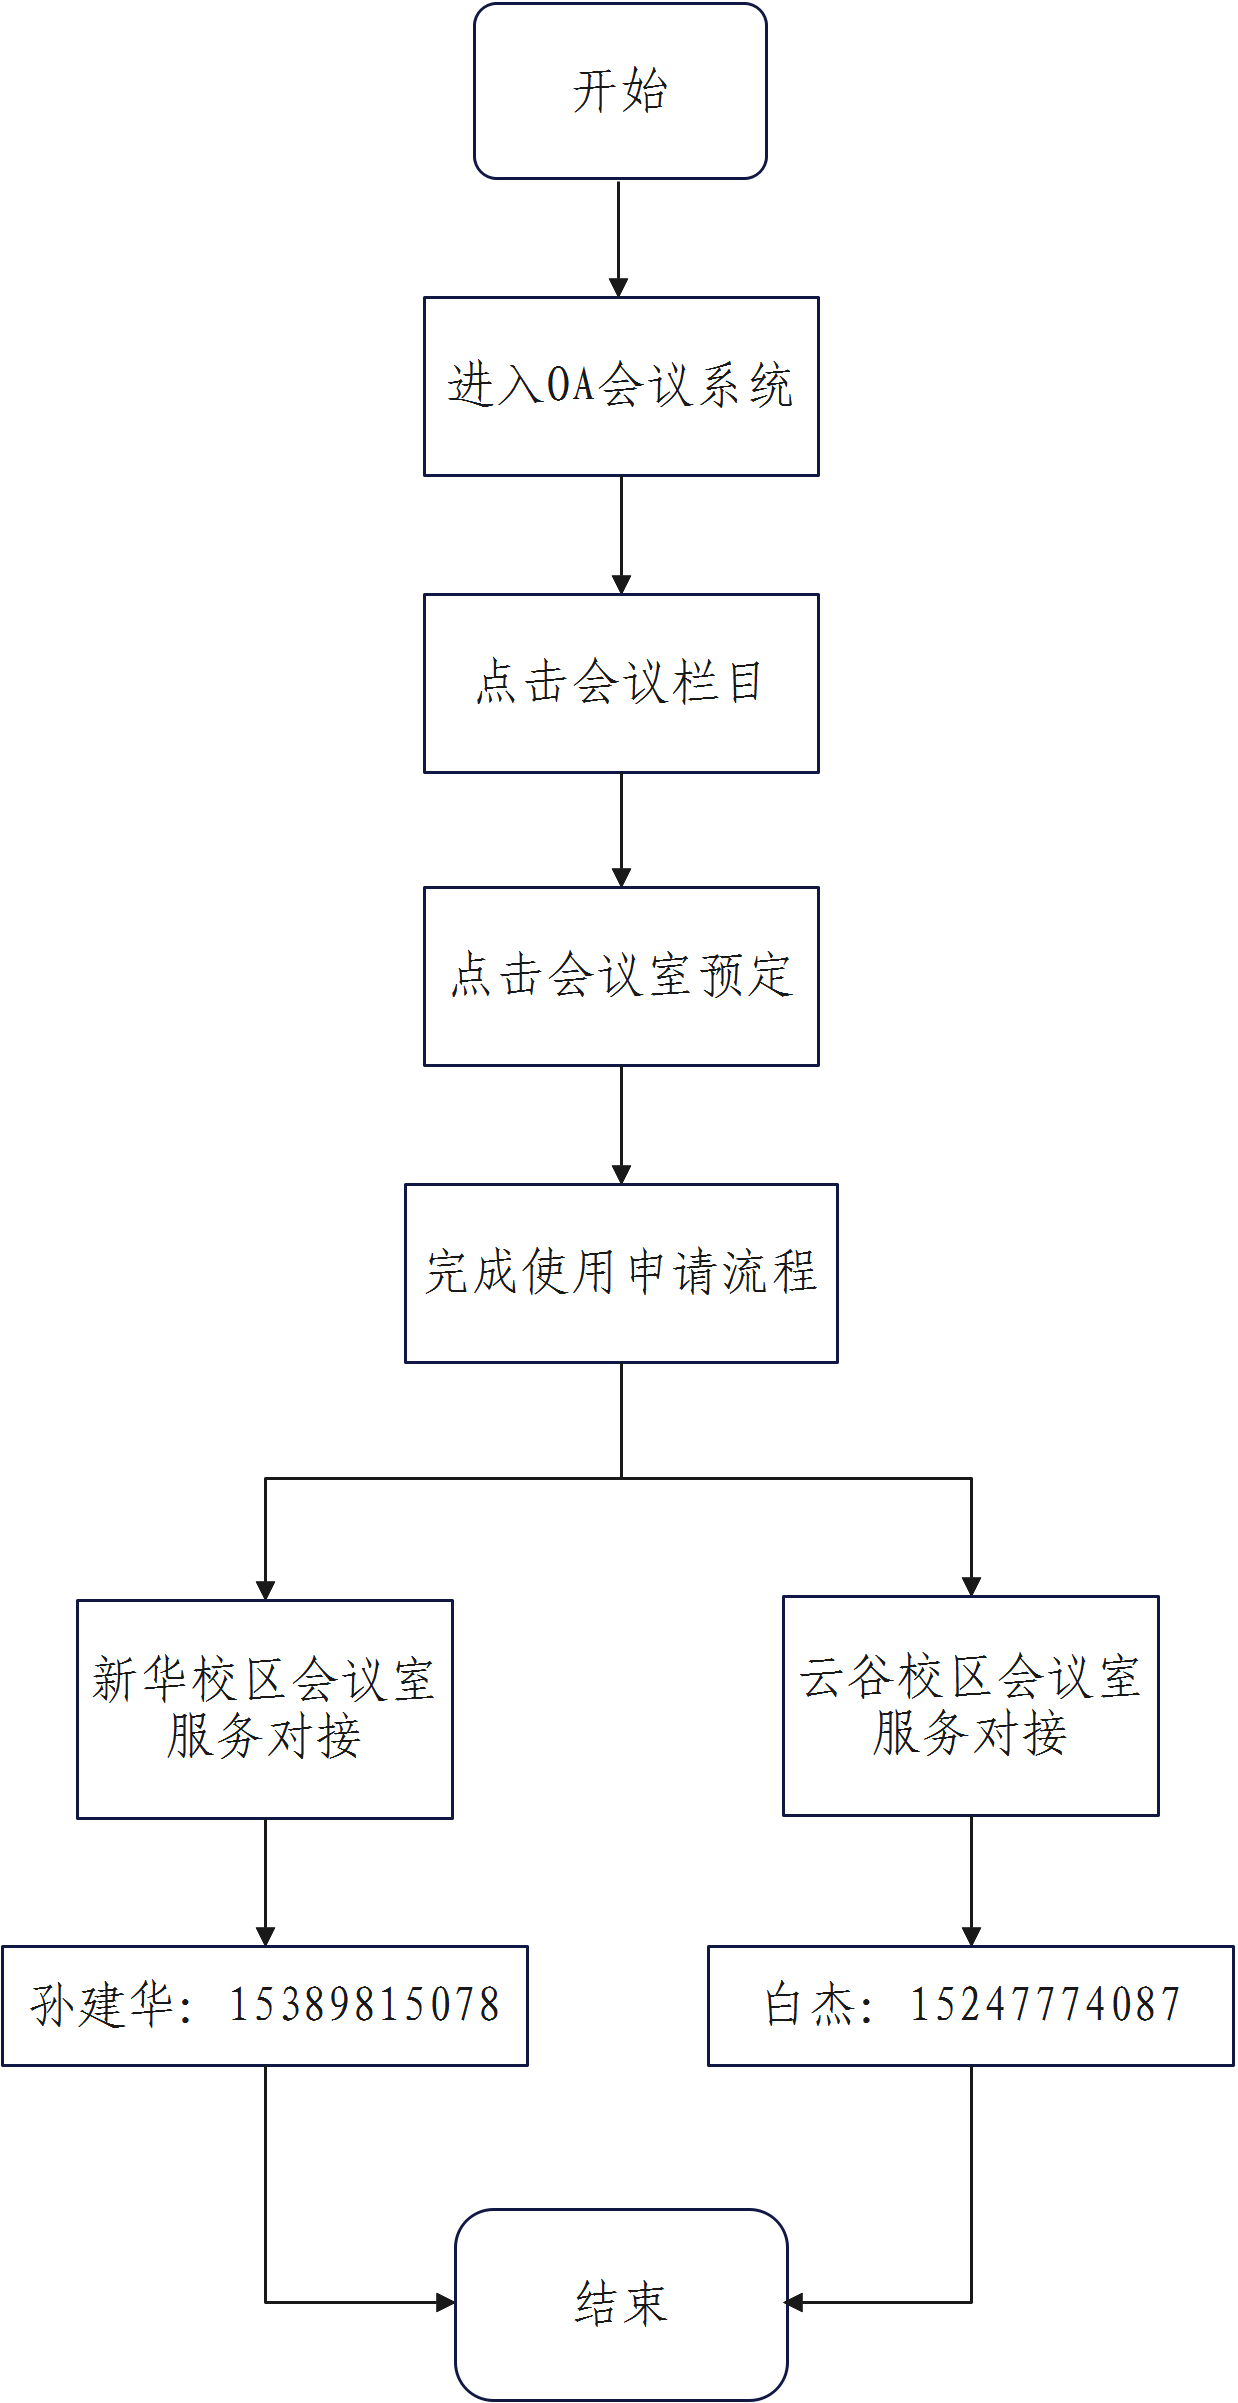 开始
进入OA会议系统
点击会议栏目
点击会议室预定
完成使用申请流程
新华校区会议室
服务对接
云谷校区会议室
服务对接
孙建华：15389815078
白杰：15247774087
结束